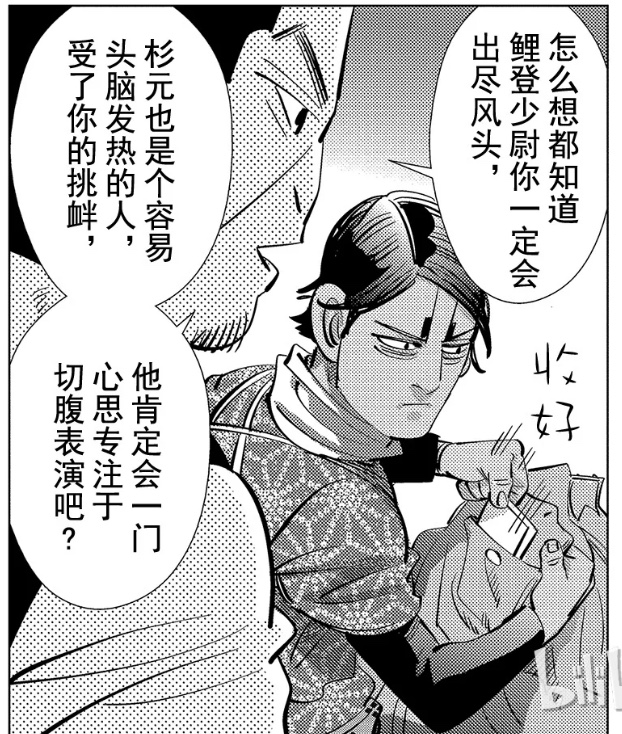 怎么想都知道
鲤登少尉你一定会
出尽风头，
杉元也是个容易
头脑发热的人，
受了你的挑衅，
他肯定会一门
心思专注于
切腹表演吧？
收好